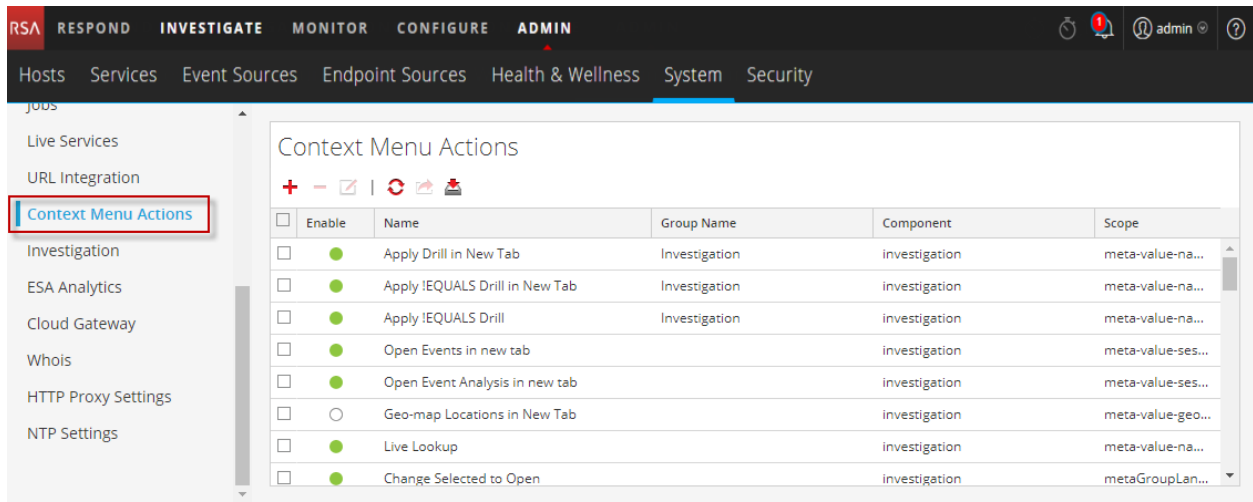 RSA RESPOND INVESTIGATE MONITOR CONFIGURE ADMIN 1 admin ?
Hosts Services Event Sources Endpoint Sources Health & Wellness System Security
Jobs
Live Services
URL Integration
Context Menu Actions
Investigation
ESA Analytics
Cloud Gateway
Whois
HTTP Proxy Settings
NTP Settings
Context Menu Actions
Enable Name Group Name Component Scope
Apply Drill in New Tab Investigation investigation meta-value-na...
Apply !EQUALS Drill in New Tab Investigation investigation meta-value-na...
Apply !EQUALS Drill Investigation investigation meta-value-na...
Open Events in new tab investigation meta-value-ses...
Open Event Analysis in new tab investigation meta-value-ses...
Geo-map Locations in New Tab investigation meta-value-geo...
Live Lookup investigation meta-value-na...
Change Selected to Open investigation metaGroupLan...